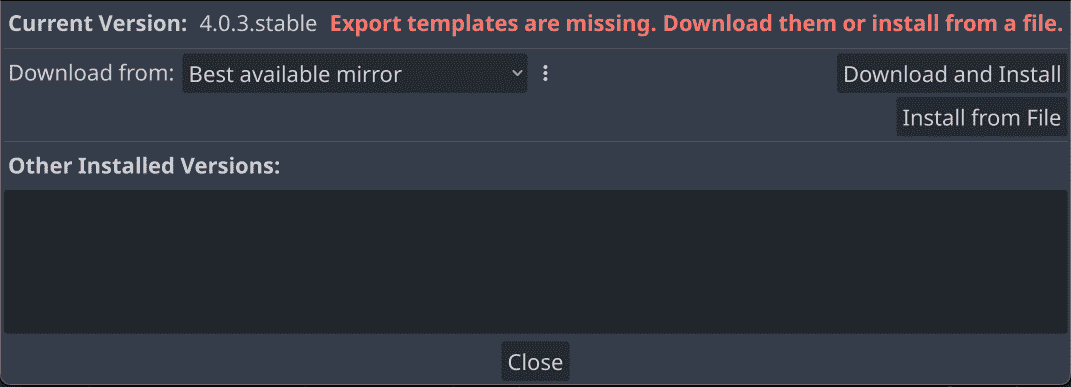 Current Version: 4.0.3.stable Export templates are missing. Download them or install from a file.
Download from: Best available mirror Download and Install
Install from File
Other Installed Versions:
Close